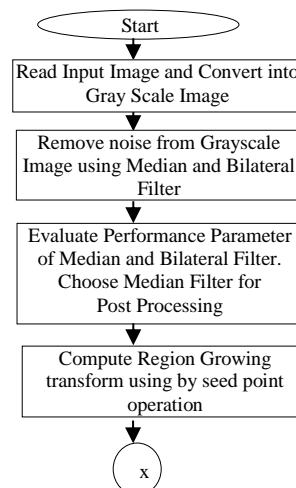 Start
Read Input Image and Convert into
Gray Scale Image
Remove noise from Grayscale
Image using Median and Bilateral
Filter
Evaluate Performance Parameter
of Median and Bilateral Filter.
Choose Median Filter for
Post Processing
Compute Region Growing
transform using by seed point
operation
x